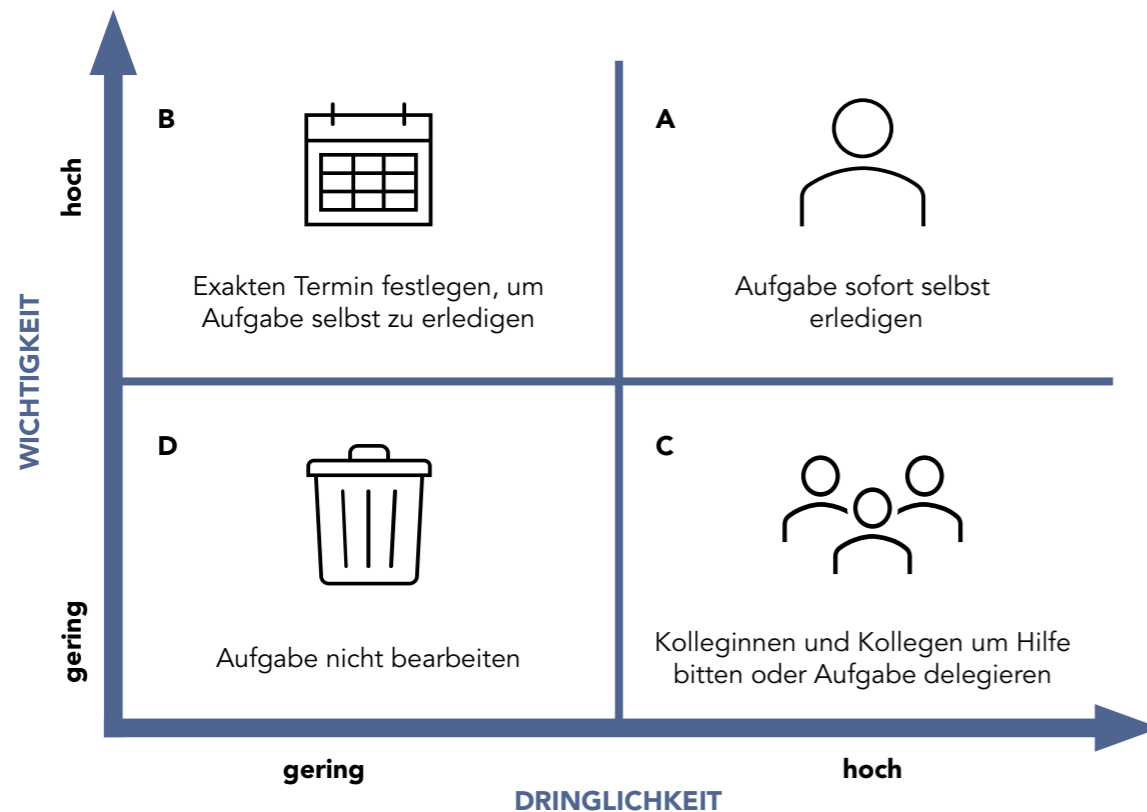 WICHTIGKEIT
hoch
gering
B
Exakten Termin festlegen, um
Aufgabe selbst zu erledigen
A
Aufgabe sofort selbst
erledigen
D
Aufgabe nicht bearbeiten
C
Kolleginnen und Kollegen um Hilfe
bitten oder Aufgabe delegieren
gering
hoch
DRINGLICHKEIT